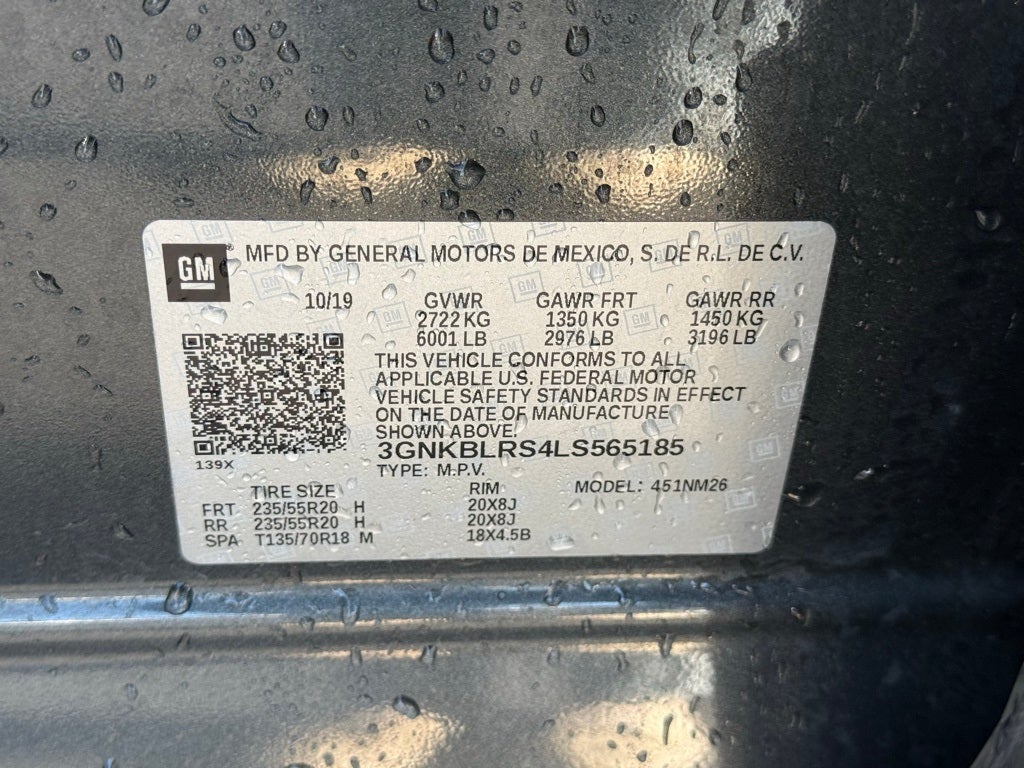 GM® MFD BY GENERAL MOTORS DE MEXICO, S. DE R.L. DE C.V.
10/19 GVWR GAWR FRT GAWR RR
2722 KG 1350 KG 1450 KG
6001 LB 2976 LB 3196 LB
THIS VEHICLE CONFORMS TO ALL
APPLICABLE U.S. FEDERAL MOTOR
VEHICLE SAFETY STANDARDS IN EFFECT
ON THE DATE OF MANUFACTURE
SHOWN ABOVE.
3GNKBLRS4LS565185
139X TYPE: M.P.V.
TIRE SIZE RIM MODEL: 451NM26
FRT 235/55R20 H 20X8J
RR 235/55R20 H 20X8J
SPA T135/70R18 M 18X4.5B